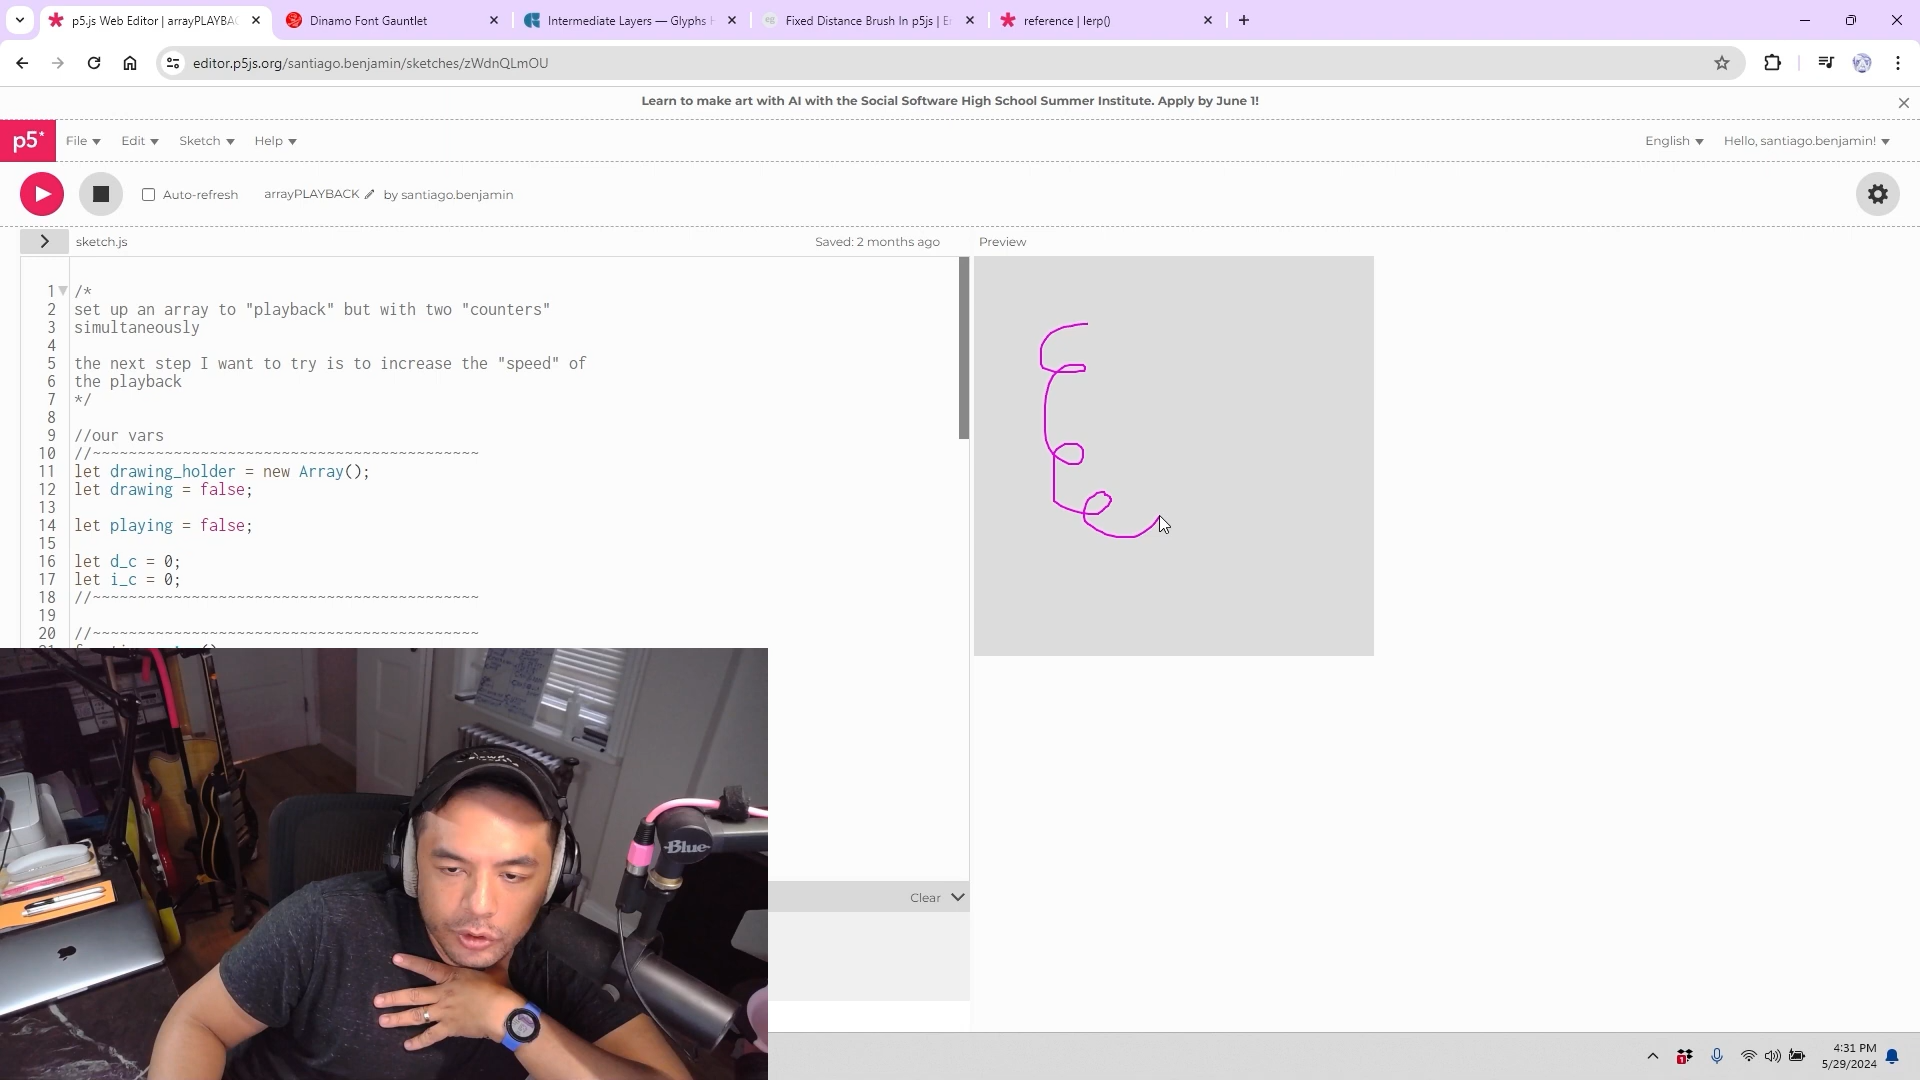 p5.js Web Editor | arrayPLAYBAC
Dinamo Font Gauntlet
Intermediate Layers — Glyphs H
Fixed Distance Brush In p5js | Er
reference | lerp()
editor.p5js.org/santiago.benjamin/sketches/zWdnQLmOU
Learn to make art with AI with the Social Software High School Summer Institute. Apply by June 1!
p5* File Edit Sketch Help English Hello, santiago.benjamin!
Auto-refresh arrayPLAYBACK by santiago.benjamin
sketch.js Saved: 2 months ago Preview
1 /*
2 set up an array to "playback" but with two "counters"
3 simultaneously
4
5 the next step I want to try is to increase the "speed" of
6 the playback
7 */
8
9 //our vars
10 //~~~~~~~~~~~~~~~~~~~~~~~~~~~~~~~~~~~~~~~~~~~
11 let drawing_holder = new Array();
12 let drawing = false;
13
14 let playing = false;
15
16 let d_c = 0;
17 let i_c = 0;
18 //~~~~~~~~~~~~~~~~~~~~~~~~~~~~~~~~~~~~~~~~~~~
19
20 //~~~~~~~~~~~~~~~~~~~~~~~~~~~~~~~~~~~~~~~~~~~
Blue
Clear
4:31 PM
5/29/2024